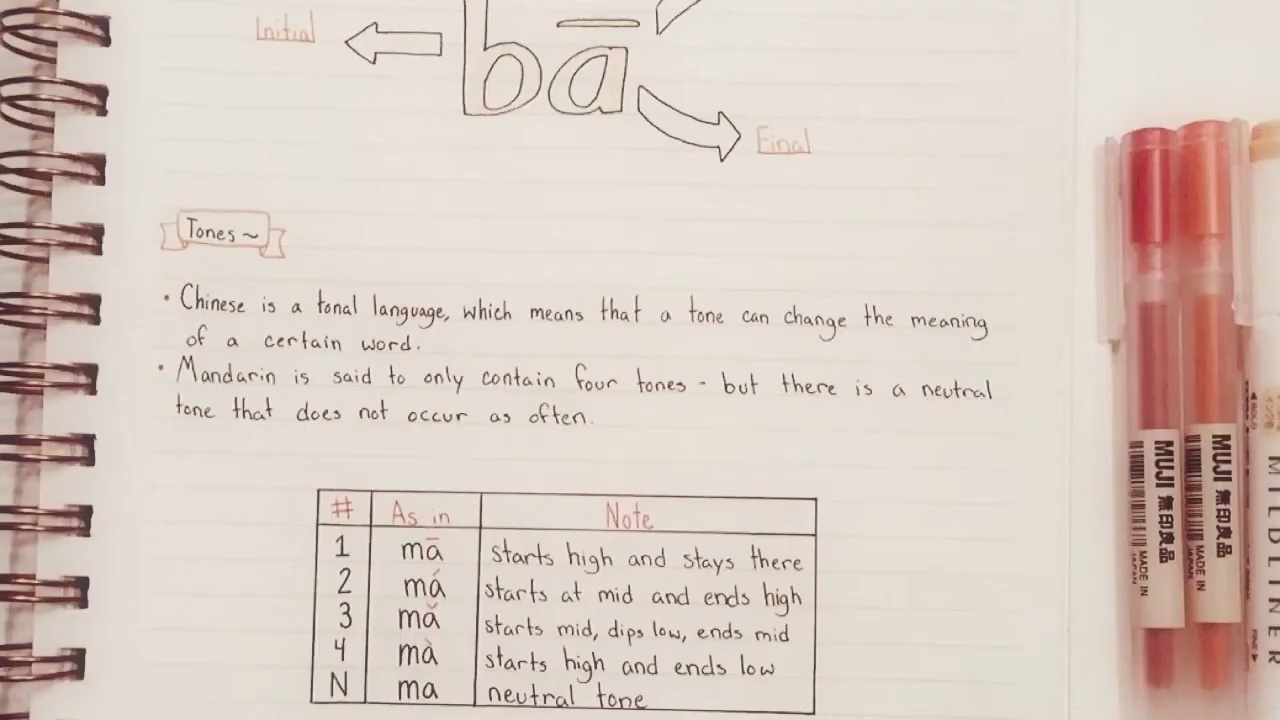 Initial
bā
Final
Tones ~
• Chinese is a tonal language, which means that a tone can change the meaning
of a certain word.
• Mandarin is said to only contain four tones - but there is a neutral
tone that does not occur as often.
# As in Note
1 mā starts high and stays there
2 má starts at mid and ends high
3 mǎ starts mid, dips low, ends mid
4 mà starts high and ends low
N ma neutral tone
MUJI 無印良品
MADE IN
JAPAN
MUJI 無印良品
MADE IN
JAPAN
MILDLINER
FINE
BOLD